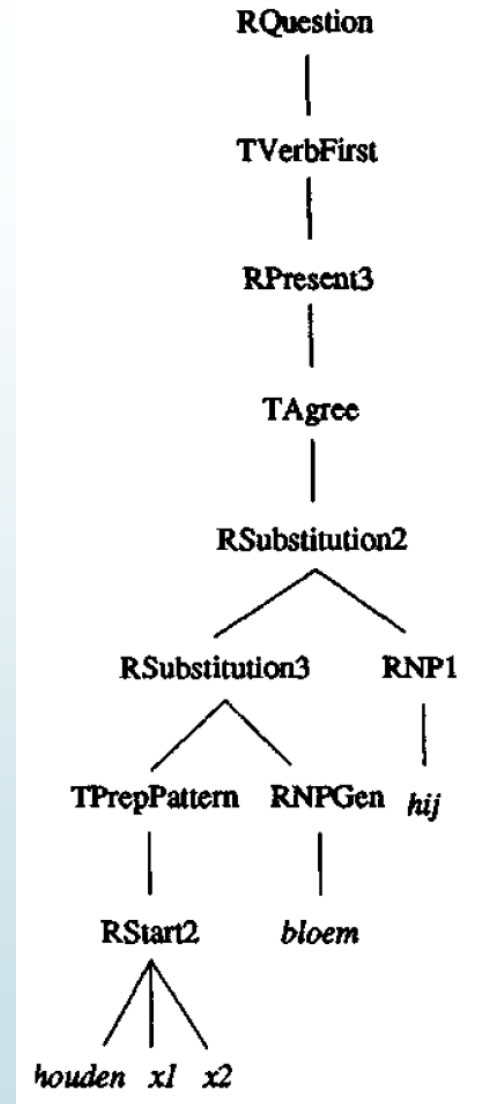 RQuestion
TVerbFirst
RPresent3
TAgree
RSubstitution2
RSubstitution3 RNP1
TPrepPattern RNPGen hij
RStart2 bloem
houden x1 x2